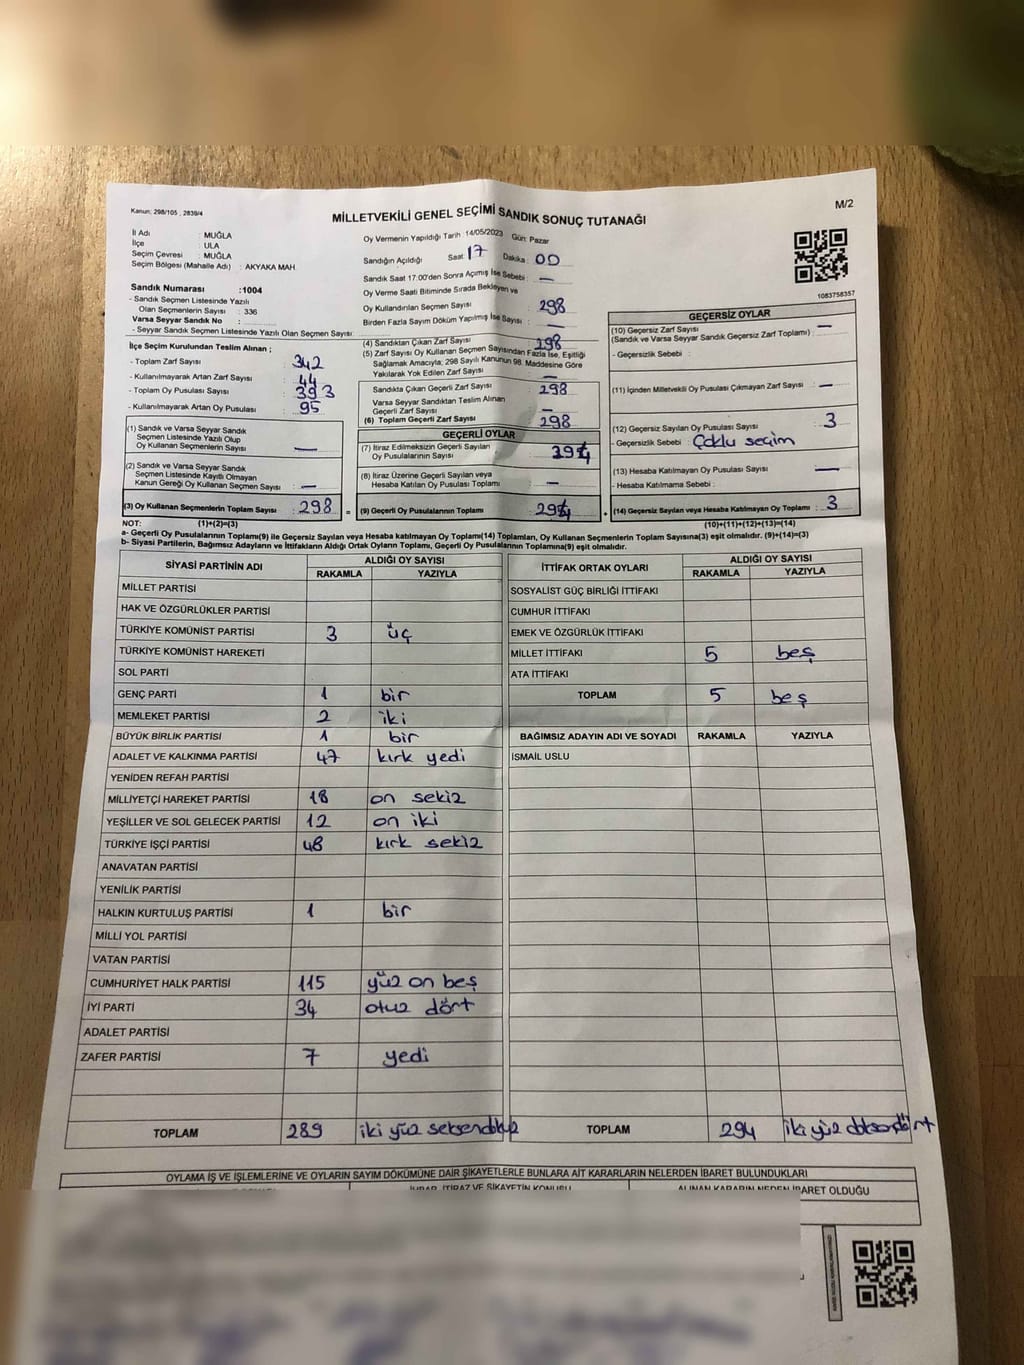 Kanun; 298/105 , 2839/4
MİLLETVEKİLİ GENEL SEÇİMİ SANDIK SONUÇ TUTANAĞI
M/2
İl Adı : MUĞLA
İlçe : ULA
Seçim Çevresi : MUĞLA
Seçim Bölgesi (Mahalle Adı) : AKYAKA MAH.
Sandık Numarası :1004
- Sandık Seçmen Listesinde Yazılı
Olan Seçmenlerin Sayısı : 336
Varsa Seyyar Sandık No :
- Seyyar Sandık Seçmen Listesinde Yazılı Olan Seçmen Sayısı:
Oy Vermenin Yapıldığı Tarih :14/05/2023 Gün: Pazar
Sandığın Açıldığı Saat : 17 Dakika : 00
Sandık Saat 17:00'den Sonra Açımış İse Sebebi : —
Oy Verme Saati Bitiminde Sırada Bekleyen ve
Oy Kullandırılan Seçmen Sayısı : 298
Birden Fazla Sayım Döküm Yapılmış İse Sayısı : —
1083758357
İlçe Seçim Kurulundan Teslim Alınan ;
- Toplam Zarf Sayısı : 342
- Kullanılmayarak Artan Zarf Sayısı : 44
- Toplam Oy Pusulası Sayısı : 393
- Kullanılmayarak Artan Oy Pusulası : 95
(1) Sandık ve Varsa Seyyar Sandık
Seçmen Listesinde Yazılı Olup
Oy Kullanan Seçmenlerin Sayısı : —
(2) Sandık ve Varsa Seyyar Sandık
Seçmen Listesinde Kayıtlı Olmayan
Kanun Gereği Oy Kullanan Seçmen Sayısı : —
(3) Oy Kullanan Seçmenlerin Toplam Sayısı : 298 =
(4) Sandıktan Çıkan Zarf Sayısı : 298
(5) Zarf Sayısı Oy Kullanan Seçmen Sayısından Fazla İse, Eşitliği
Sağlamak Amacıyla; 298 Sayılı Kanunun 98. Maddesine Göre
Yakılarak Yok Edilen Zarf Sayısı : —
Sandıkta Çıkan Geçerli Zarf Sayısı : 298
Varsa Seyyar Sandıktan Teslim Alınan
Geçerli Zarf Sayısı : —
(6) Toplam Geçerli Zarf Sayısı : 298
GEÇERLİ OYLAR
(7) İtiraz Edilmeksizin Geçerli Sayılan
Oy Pusulalarının Sayısı :
(8) İtiraz Üzerine Geçerli Sayılan veya
Hesaba Katılan Oy Pusulası Toplamı : —
(9) Geçerli Oy Pusulalarının Toplamı : 294 +
GEÇERSİZ OYLAR
(10) Geçersiz Zarf Sayısı : —
(Sandık ve Varsa Seyyar Sandık Geçersiz Zarf Toplamı)
- Geçersizlik Sebebi :
(11) İçinden Milletvekili Oy Pusulası Çıkmayan Zarf Sayısı : —
(12) Geçersiz Sayılan Oy Pusulası Sayısı : 3
- Geçersizlik Sebebi : Çoklu seçim
(13) Hesaba Katılmayan Oy Pusulası Sayısı : —
- Hesaba Katılmama Sebebi :
(14) Geçersiz Sayılan veya Hesaba Katılmayan Oy Toplamı : 3
NOT: (1)+(2)=(3) (10)+(11)+(12)+(13)=(14)
a- Geçerli Oy Pusulalarının Toplamı(9) ile Geçersiz Sayılan veya Hesaba Katılmayan Oy Toplamı(14) Toplamları, Oy Kullanan Seçmenlerin Toplam Sayısına(3) eşit olmalıdır. (9)+(14)=(3)
b- Siyasi Partilerin, Bağımsız Adayların ve İttifakların Aldığı Ortak Oyların Toplamı, Geçerli Oy Pusulalarının Toplamına(9) eşit olmalıdır.
SİYASİ PARTİNİN ADI ALDIĞI OY SAYISI
RAKAMLA YAZIYLA
MİLLET PARTİSİ
HAK VE ÖZGÜRLÜKLER PARTİSİ
TÜRKİYE KOMÜNİST PARTİSİ 3 üç
TÜRKİYE KOMÜNİST HAREKETİ
SOL PARTİ
GENÇ PARTİ 1 bir
MEMLEKET PARTİSİ 2 iki
BÜYÜK BİRLİK PARTİSİ 1 bir
ADALET VE KALKINMA PARTİSİ 47 kırk yedi
YENİDEN REFAH PARTİSİ
MİLLİYETÇİ HAREKET PARTİSİ 18 on sekiz
YEŞİLLER VE SOL GELECEK PARTİSİ 12 on iki
TÜRKİYE İŞÇİ PARTİSİ 48 kırk sekiz
ANAVATAN PARTİSİ
YENİLİK PARTİSİ
HALKIN KURTULUŞ PARTİSİ 1 bir
MİLLİ YOL PARTİSİ
VATAN PARTİSİ
CUMHURİYET HALK PARTİSİ 115 yüz on beş
İYİ PARTİ 34 otuz dört
ADALET PARTİSİ
ZAFER PARTİSİ 7 yedi
TOPLAM 289 iki yüz seksendokuz
İTTİFAK ORTAK OYLARI ALDIĞI OY SAYISI
RAKAMLA YAZIYLA
SOSYALİST GÜÇ BİRLİĞİ İTTİFAKI
CUMHUR İTTİFAKI
EMEK VE ÖZGÜRLÜK İTTİFAKI
MİLLET İTTİFAKI 5 beş
ATA İTTİFAKI
TOPLAM 5 beş
BAĞIMSIZ ADAYIN ADI VE SOYADI RAKAMLA YAZIYLA
İSMAİL USLU
TOPLAM 294 iki yüz doksandört
OYLAMA İŞ VE İŞLEMLERİNE VE OYLARIN SAYIM DÖKÜMÜNE DAİR ŞİKAYETLERLE BUNLARA AİT KARARLARIN NELERDEN İBARET BULUNDUKLARI
İHBAR, İTİRAZ VE ŞİKAYETİN KONUSU ALINAN KARARIN NEDEN İBARET OLDUĞU